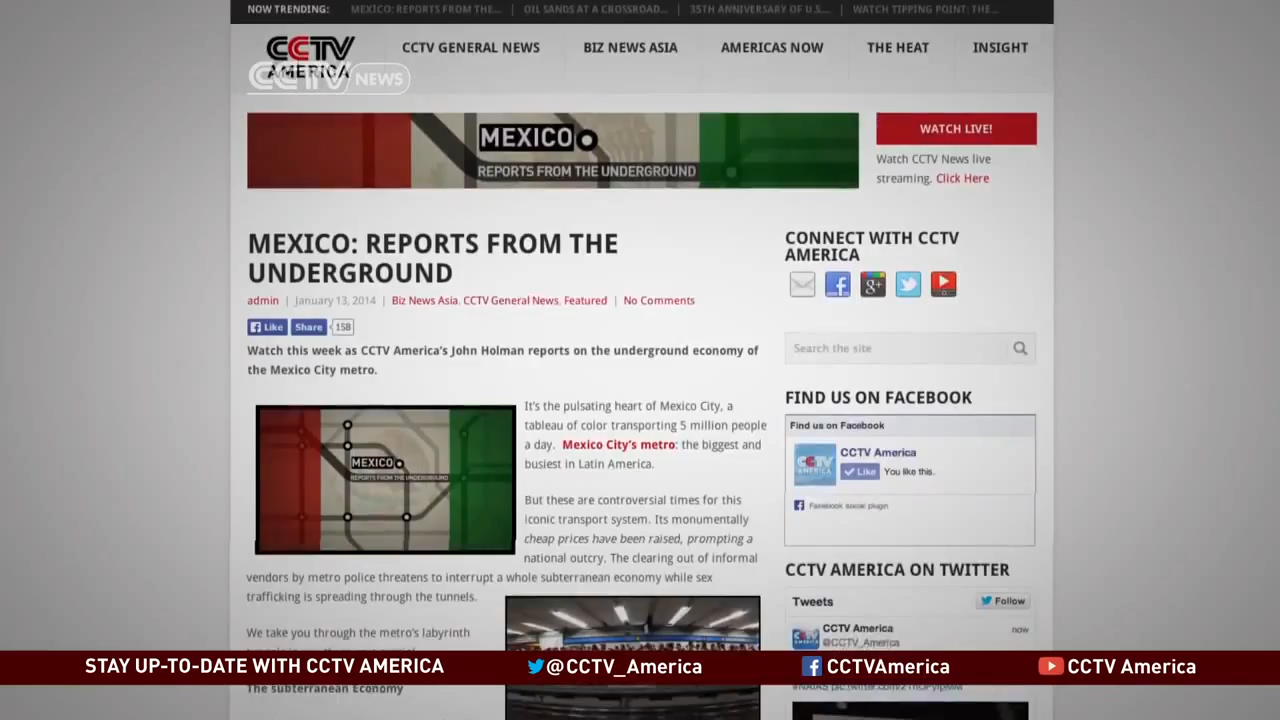 NOW TRENDING: MEXICO: REPORTS FROM THE... | OIL SANDS AT A CROSSROAD... | 35TH ANNIVERSARY OF U.S.... | WATCH TIPPING POINT: THE...
CCTV AMERICA
CCTV NEWS
CCTV GENERAL NEWS BIZ NEWS ASIA AMERICAS NOW THE HEAT INSIGHT
MEXICO
REPORTS FROM THE UNDERGROUND
WATCH LIVE!
Watch CCTV News live
streaming. Click Here
MEXICO: REPORTS FROM THE
UNDERGROUND
admin | January 13, 2014 | Biz News Asia, CCTV General News, Featured | No Comments
Like Share 158
Watch this week as CCTV America's John Holman reports on the underground economy of
the Mexico City metro.
MEXICO
REPORTS FROM THE UNDERGROUND
It's the pulsating heart of Mexico City, a
tableau of color transporting 5 million people
a day. Mexico City's metro: the biggest and
busiest in Latin America.
But these are controversial times for this
iconic transport system. Its monumentally
cheap prices have been raised, prompting a
national outcry. The clearing out of informal
vendors by metro police threatens to interrupt a whole subterranean economy while sex
trafficking is spreading through the tunnels.
We take you through the metro's labyrinth
The subterranean Economy
CONNECT WITH CCTV
AMERICA
Search the site
FIND US ON FACEBOOK
Find us on Facebook
CCTV America
Like You like this.
Facebook social plugin
CCTV AMERICA ON TWITTER
Tweets Follow
CCTV America now
@CCTV_America
STAY UP-TO-DATE WITH CCTV AMERICA @CCTV_America CCTVAmerica CCTV America